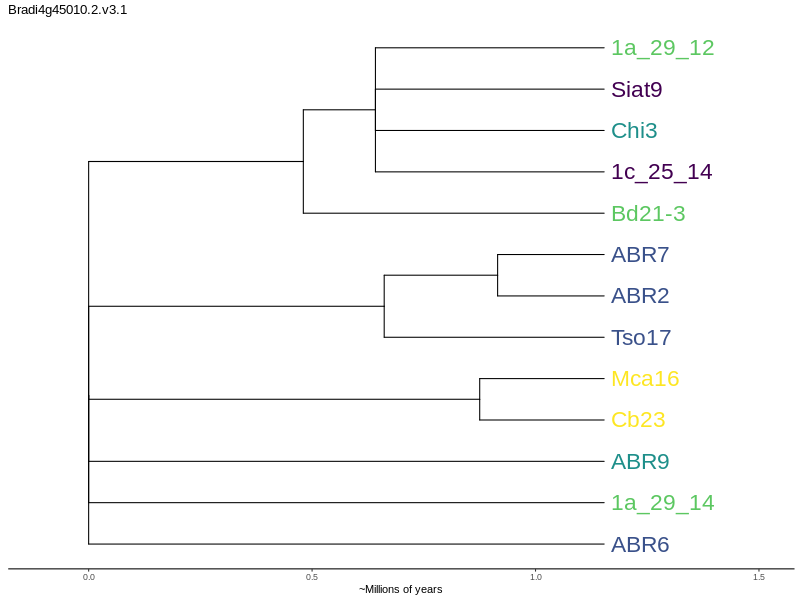 Bradi4g45010.2.v3.1
1a_29_12
Siat9
Chi3
1c_25_14
Bd21-3
ABR7
ABR2
Tso17
Mca16
Cb23
ABR9
1a_29_14
ABR6
0.0 0.5 1.0 1.5
~Millions of years